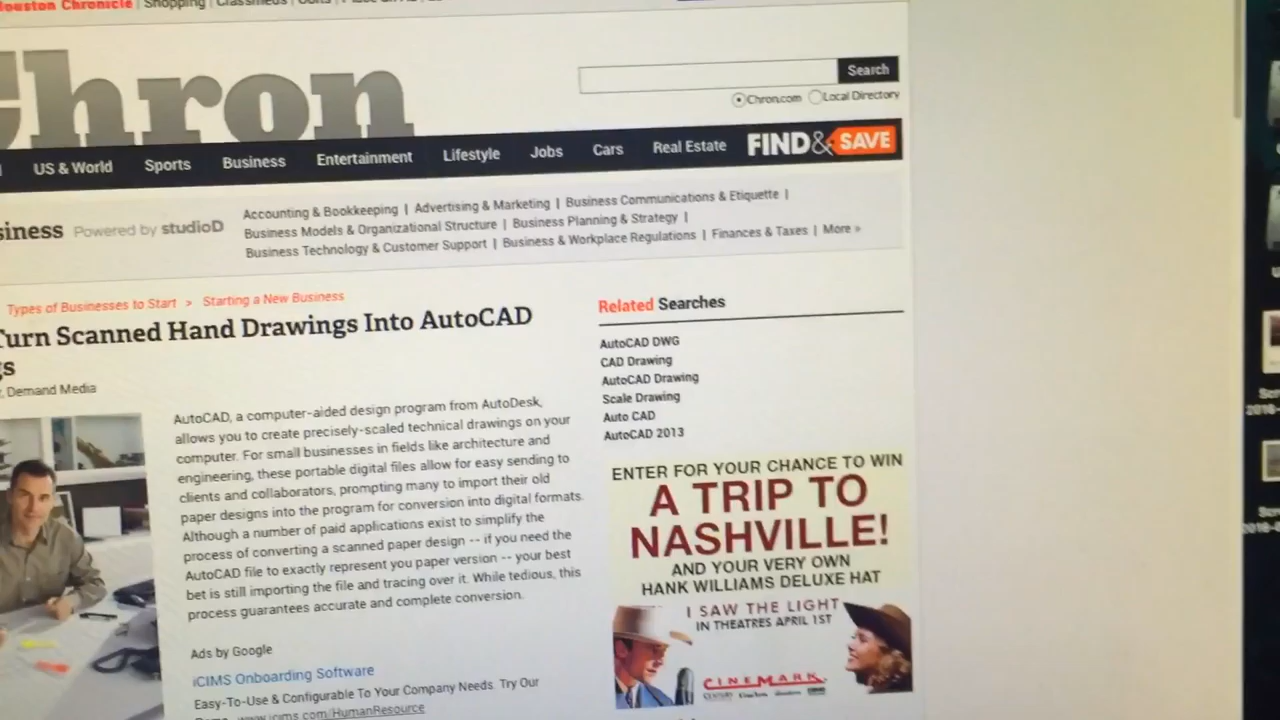 Houston Chronicle | Shopping | Classifieds |
Chron
Search
Chron.com Local Directory
US & World Sports Business Entertainment Lifestyle Jobs Cars Real Estate FIND & SAVE
siness Powered by studioD
Accounting & Bookkeeping | Advertising & Marketing | Business Communications & Etiquette |
Business Models & Organizational Structure | Business Planning & Strategy |
Business Technology & Customer Support | Business & Workplace Regulations | Finances & Taxes | More »
Types of Businesses to Start > Starting a New Business
Turn Scanned Hand Drawings Into AutoCAD
gs
, Demand Media
AutoCAD, a computer-aided design program from AutoDesk,
allows you to create precisely-scaled technical drawings on your
computer. For small businesses in fields like architecture and
engineering, these portable digital files allow for easy sending to
clients and collaborators, prompting many to import their old
paper designs into the program for conversion into digital formats.
Although a number of paid applications exist to simplify the
process of converting a scanned paper design -- if you need the
AutoCAD file to exactly represent you paper version -- your best
bet is still importing the file and tracing over it. While tedious, this
process guarantees accurate and complete conversion.
Ads by Google
iCIMS Onboarding Software
Easy-To-Use & Configurable To Your Company Needs. Try Our
www.icims.com/HumanResource
Related Searches
AutoCAD DWG
CAD Drawing
AutoCAD Drawing
Scale Drawing
Auto CAD
AutoCAD 2013
ENTER FOR YOUR CHANCE TO WIN
A TRIP TO
NASHVILLE!
AND YOUR VERY OWN
HANK WILLIAMS DELUXE HAT
I SAW THE LIGHT
IN THEATRES APRIL 1ST
CINEMARK